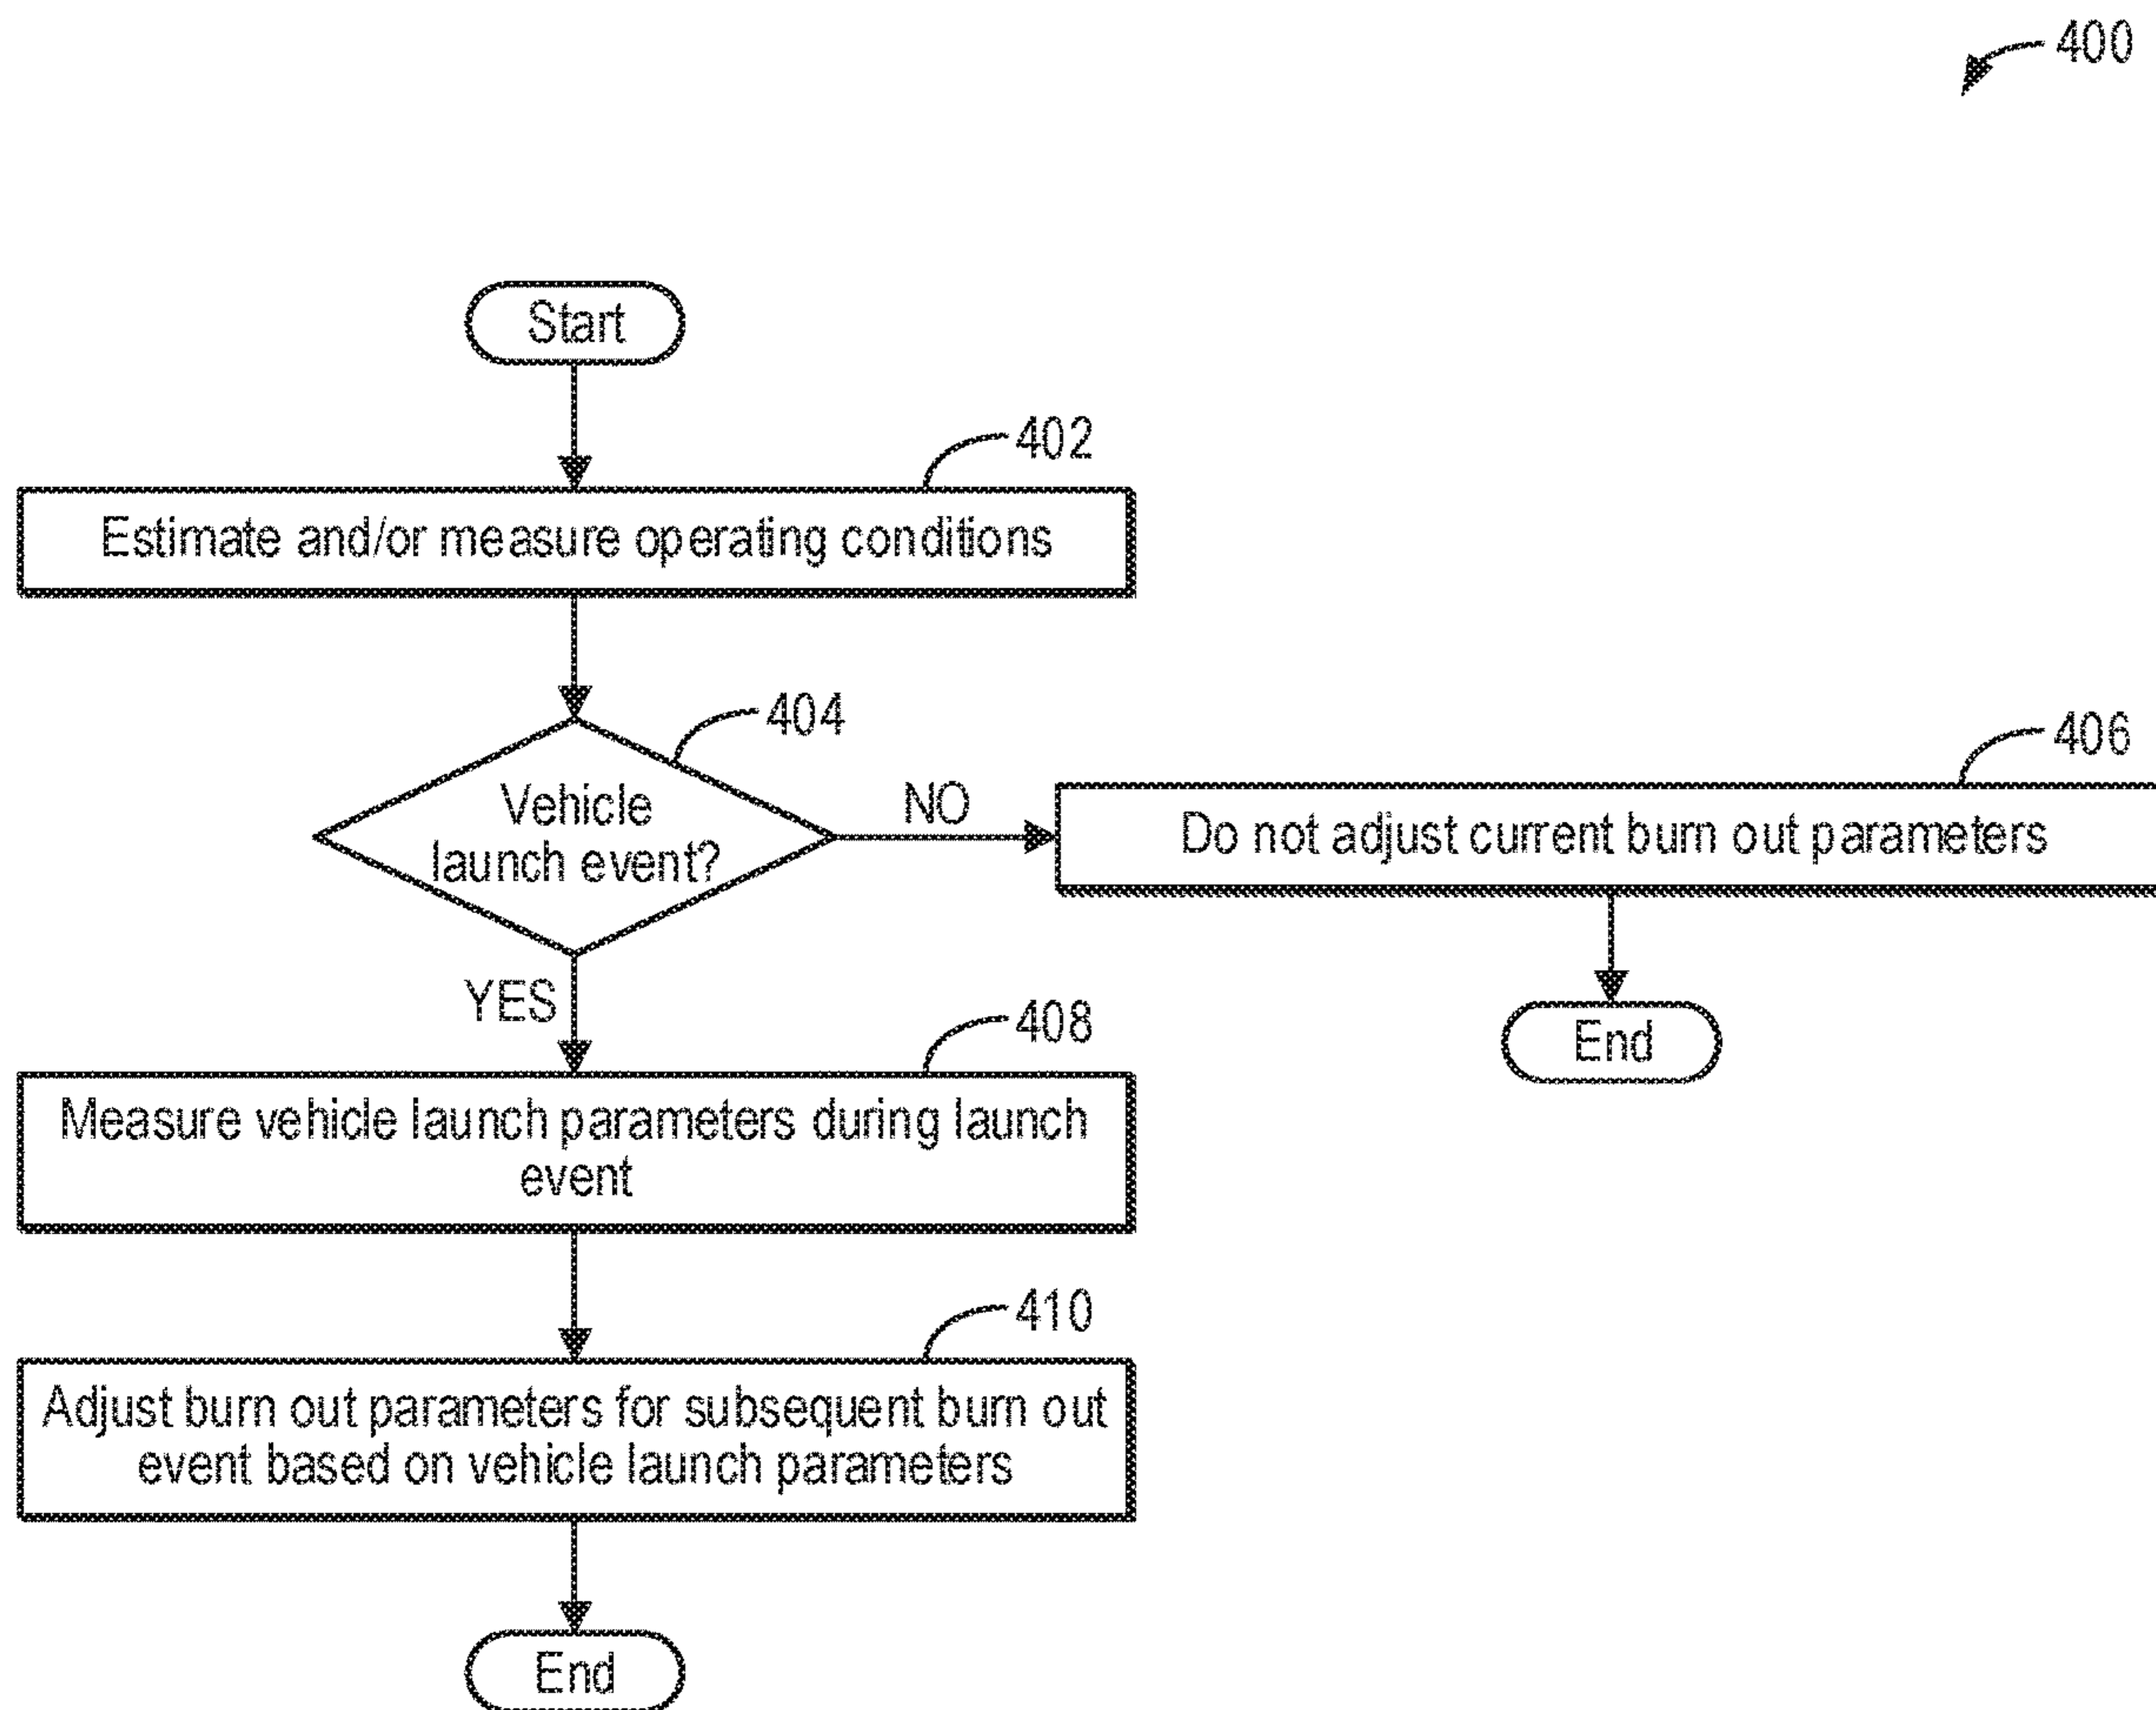 400
Start
402
Estimate and/or measure operating conditions
404
Vehicle
launch event?
NO
406
Do not adjust current burn out parameters
End
YES
408
Measure vehicle launch parameters during launch
event
410
Adjust burn out parameters for subsequent burn out
event based on vehicle launch parameters
End